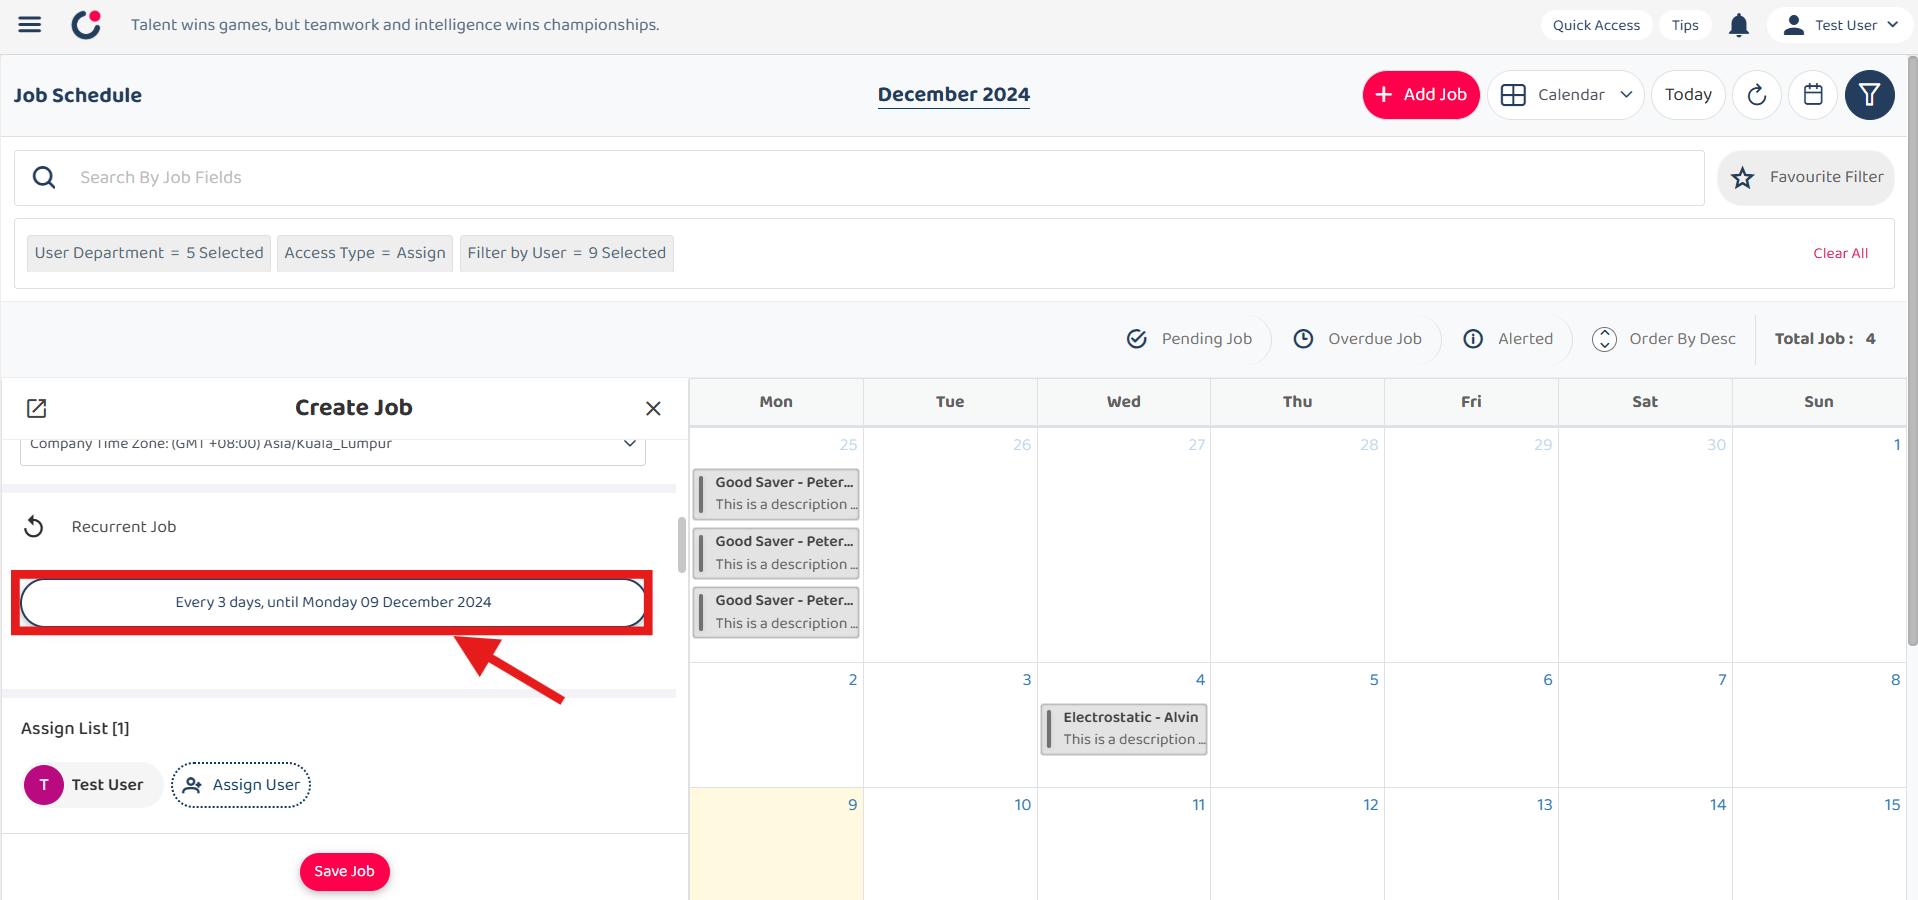 Talent wins games, but teamwork and intelligence wins championships.
Quick Access
Tips
Test User
Job Schedule
December 2024
Add Job
Calendar
Today
Search By Job Fields
Favourite Filter
User Department = 5 Selected
Access Type = Assign
Filter by User = 9 Selected
Clear All
Pending Job
Overdue Job
Alerted
Order By Desc
Total Job : 4
Create Job
Company Time Zone: (GMT +08:00) Asia/Kuala_Lumpur
Recurrent Job
Every 3 days, until Monday 09 December 2024
Assign List [1]
T
Test User
Assign User
Save Job
Mon Tue Wed Thu Fri Sat Sun
25 26 27 28 29 30 1
Good Saver - Peter...
This is a description ...
Good Saver - Peter...
This is a description ...
Good Saver - Peter...
This is a description ...
2 3 4 5 6 7 8
Electrostatic - Alvin
This is a description ...
9 10 11 12 13 14 15